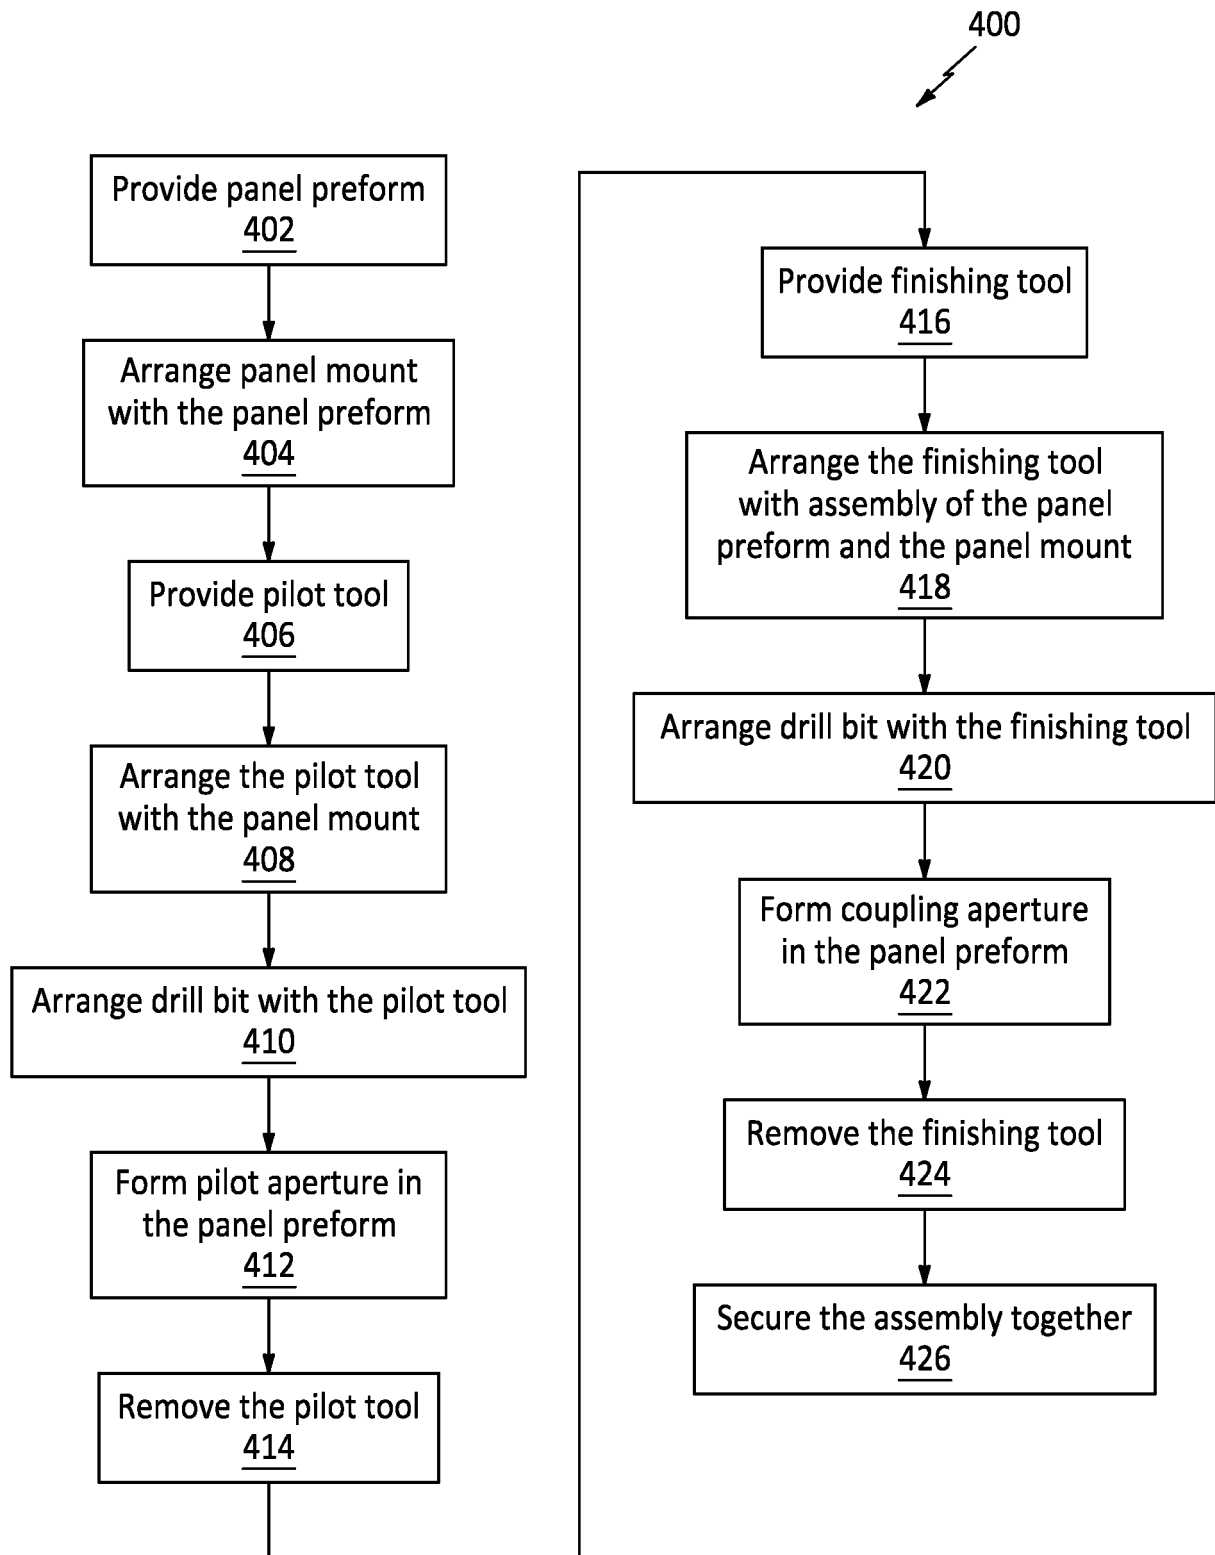 400
Provide panel preform
402
Arrange panel mount
with the panel preform
404
Provide pilot tool
406
Arrange the pilot tool
with the panel mount
408
Arrange drill bit with the pilot tool
410
Form pilot aperture in
the panel preform
412
Remove the pilot tool
414
Provide finishing tool
416
Arrange the finishing tool
with assembly of the panel
preform and the panel mount
418
Arrange drill bit with the finishing tool
420
Form coupling aperture
in the panel preform
422
Remove the finishing tool
424
Secure the assembly together
426